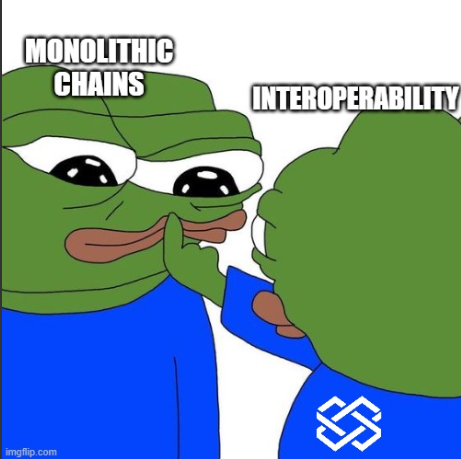 MONOLITHIC
CHAINS
INTEROPERABILITY
imgflip.com